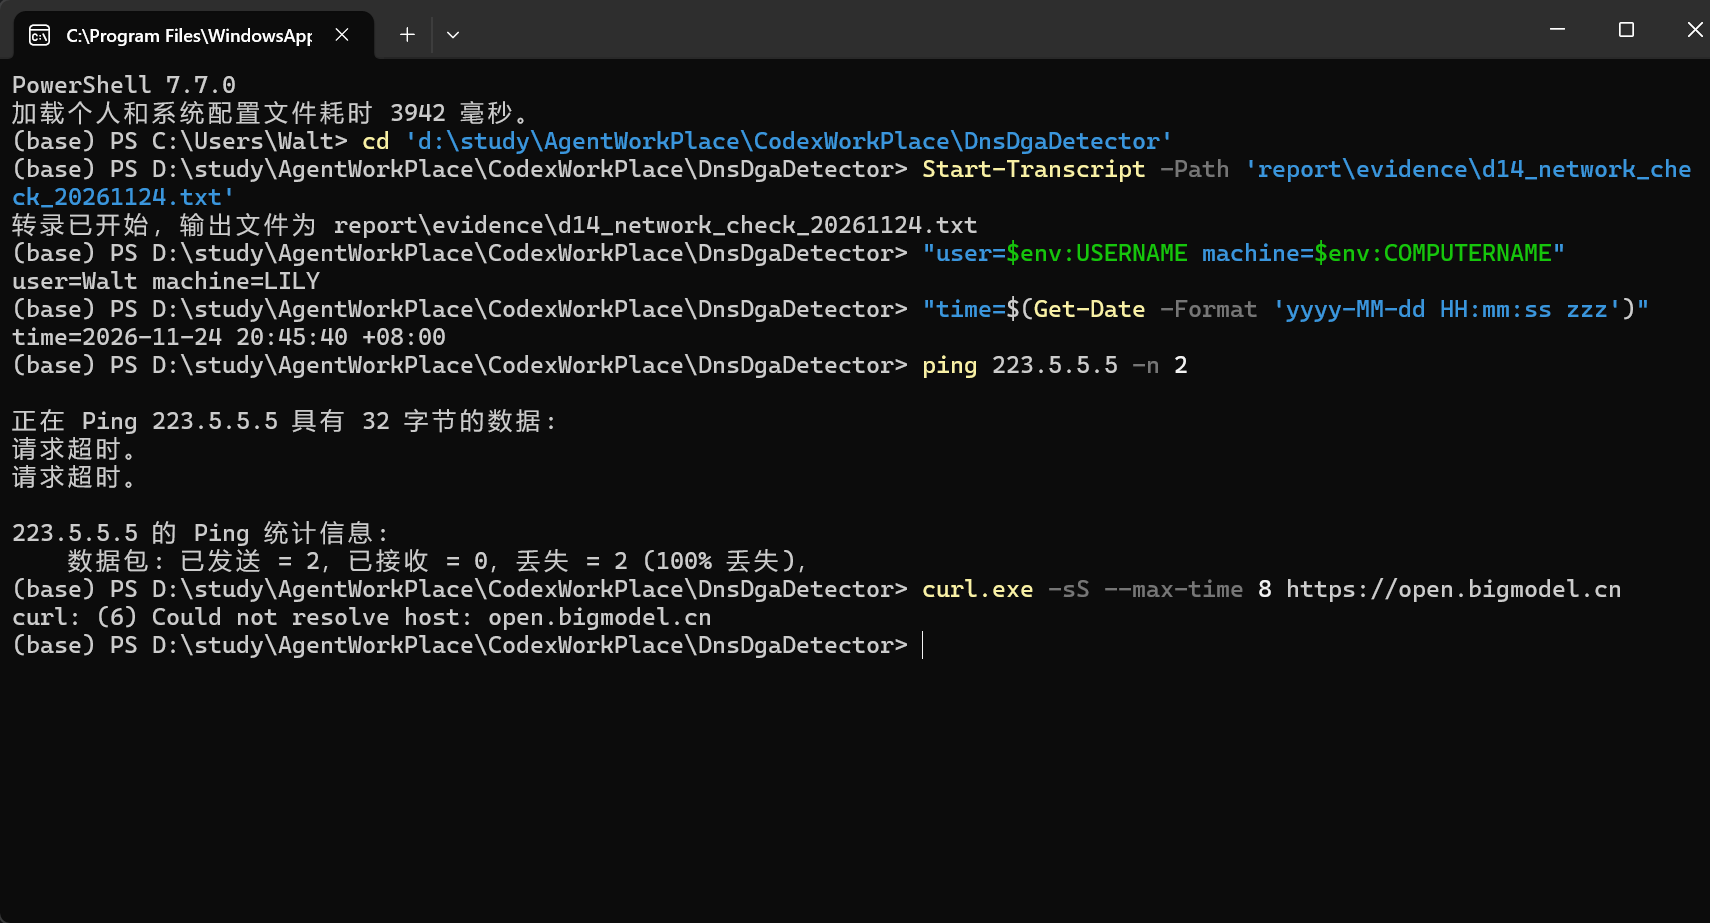 C:\Program Files\WindowsApp
PowerShell 7.7.0
加载个人和系统配置文件耗时 3942 毫秒。
(base) PS C:\Users\Walt> cd 'd:\study\AgentWorkPlace\CodexWorkPlace\DnsDgaDetector'
(base) PS D:\study\AgentWorkPlace\CodexWorkPlace\DnsDgaDetector> Start-Transcript -Path 'report\evidence\d14_network_che
ck_20261124.txt'
转录已开始，输出文件为 report\evidence\d14_network_check_20261124.txt
(base) PS D:\study\AgentWorkPlace\CodexWorkPlace\DnsDgaDetector> "user=$env:USERNAME machine=$env:COMPUTERNAME"
user=Walt machine=LILY
(base) PS D:\study\AgentWorkPlace\CodexWorkPlace\DnsDgaDetector> "time=$(Get-Date -Format 'yyyy-MM-dd HH:mm:ss zzz')"
time=2026-11-24 20:45:40 +08:00
(base) PS D:\study\AgentWorkPlace\CodexWorkPlace\DnsDgaDetector> ping 223.5.5.5 -n 2
正在 Ping 223.5.5.5 具有 32 字节的数据:
请求超时。
请求超时。
223.5.5.5 的 Ping 统计信息:
    数据包: 已发送 = 2，已接收 = 0，丢失 = 2 (100% 丢失)，
(base) PS D:\study\AgentWorkPlace\CodexWorkPlace\DnsDgaDetector> curl.exe -sS --max-time 8 https://open.bigmodel.cn
curl: (6) Could not resolve host: open.bigmodel.cn
(base) PS D:\study\AgentWorkPlace\CodexWorkPlace\DnsDgaDetector>